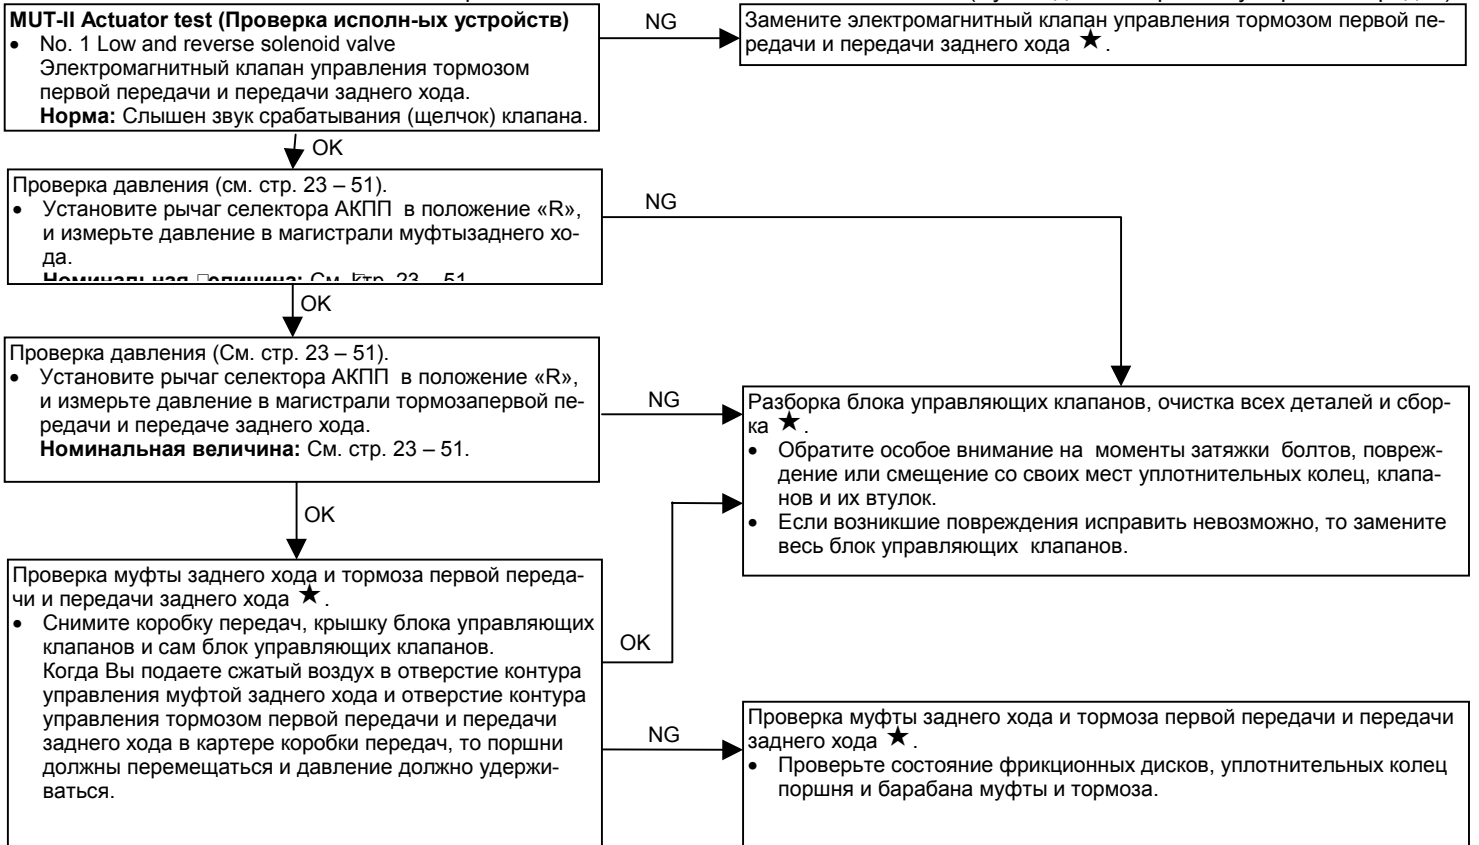 MUT-II Actuator test (Проверка исполн-ых устройств)
• No. 1 Low and reverse solenoid valve
Электромагнитный клапан управления тормозом
первой передачи и передачи заднего хода.
Норма: Слышен звук срабатывания (щелчок) клапана.
NG
Замените электромагнитный клапан управления тормозом первой пе-
редачи и передачи заднего хода ★.
OK
Проверка давления (см. стр. 23 – 51).
• Установите рычаг селектора АКПП в положение «R»,
и измерьте давление в магистрали муфтызаднего хо-
да.
Номинальная еличина: См. стр. 23 – 51
NG
OK
Проверка давления (См. стр. 23 – 51).
• Установите рычаг селектора АКПП в положение «R»,
и измерьте давление в магистрали тормозапервой пе-
редачи и передаче заднего хода.
Номинальная величина: См. стр. 23 – 51.
NG
Разборка блока управляющих клапанов, очистка всех деталей и сбор-
ка ★.
• Обратите особое внимание на моменты затяжки болтов, повреж-
дение или смещение со своих мест уплотнительных колец, клапа-
нов и их втулок.
• Если возникшие повреждения исправить невозможно, то замените
весь блок управляющих клапанов.
OK
Проверка муфты заднего хода и тормоза первой переда-
чи и передачи заднего хода ★.
• Снимите коробку передач, крышку блока управляющих
клапанов и сам блок управляющих клапанов.
Когда Вы подаете сжатый воздух в отверстие контура
управления муфтой заднего хода и отверстие контура
управления тормозом первой передачи и передачи
заднего хода в картере коробки передач, то поршни
должны перемещаться и давление должно удержи-
ваться.
OK
NG
Проверка муфты заднего хода и тормоза первой передачи и передачи
заднего хода ★.
• Проверьте состояние фрикционных дисков, уплотнительных колец
поршня и барабана муфты и тормоза.